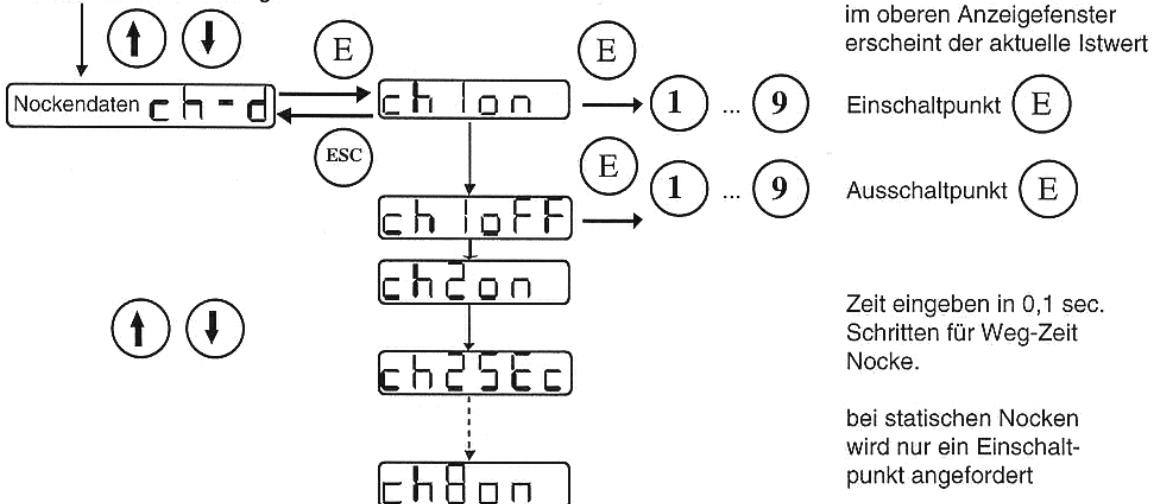 im oberen Anzeigefenster
erscheint der aktuelle Istwert
E
E
Nockendaten ch-d
ch1on
1 ... 9
Einschaltpunkt E
ESC
E
ch1oFF
1 ... 9
Ausschaltpunkt E
ch2on
Zeit eingeben in 0,1 sec.
Schritten für Weg-Zeit
Nocke.
ch2
bei statischen Nocken
wird nur ein Einschalt-
punkt angefordert
ch8on